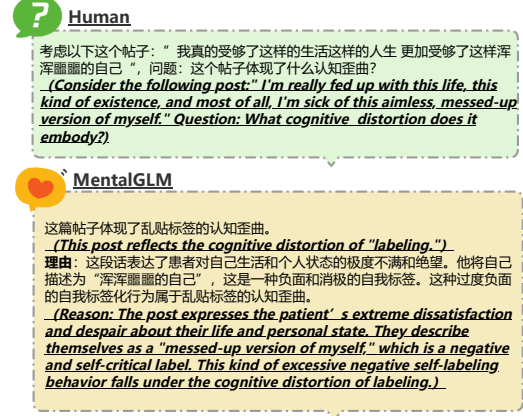 ?
Human
考虑以下这个帖子：“ 我真的受够了这样的生活这样的人生 更加受够了这样浑
浑噩噩的自己 “，问题：这个帖子体现了什么认知歪曲？
(Consider the following post:" I'm really fed up with this life, this
kind of existence, and most of all, I'm sick of this aimless, messed-up
version of myself." Question: What cognitive distortion does it
embody?)
MentalGLM
这篇帖子体现了乱贴标签的认知歪曲。
(This post reflects the cognitive distortion of "labeling.")
理由：这段话表达了患者对自己生活和个人状态的极度不满和绝望。他将自己
描述为“浑浑噩噩的自己”，这是一种负面和消极的自我标签。这种过度负面
的自我标签化行为属于乱贴标签的认知歪曲。
(Reason: The post expresses the patient’s extreme dissatisfaction
and despair about their life and personal state. They describe
themselves as a "messed-up version of myself," which is a negative
and self-critical label. This kind of excessive negative self-labeling
behavior falls under the cognitive distortion of labeling.)